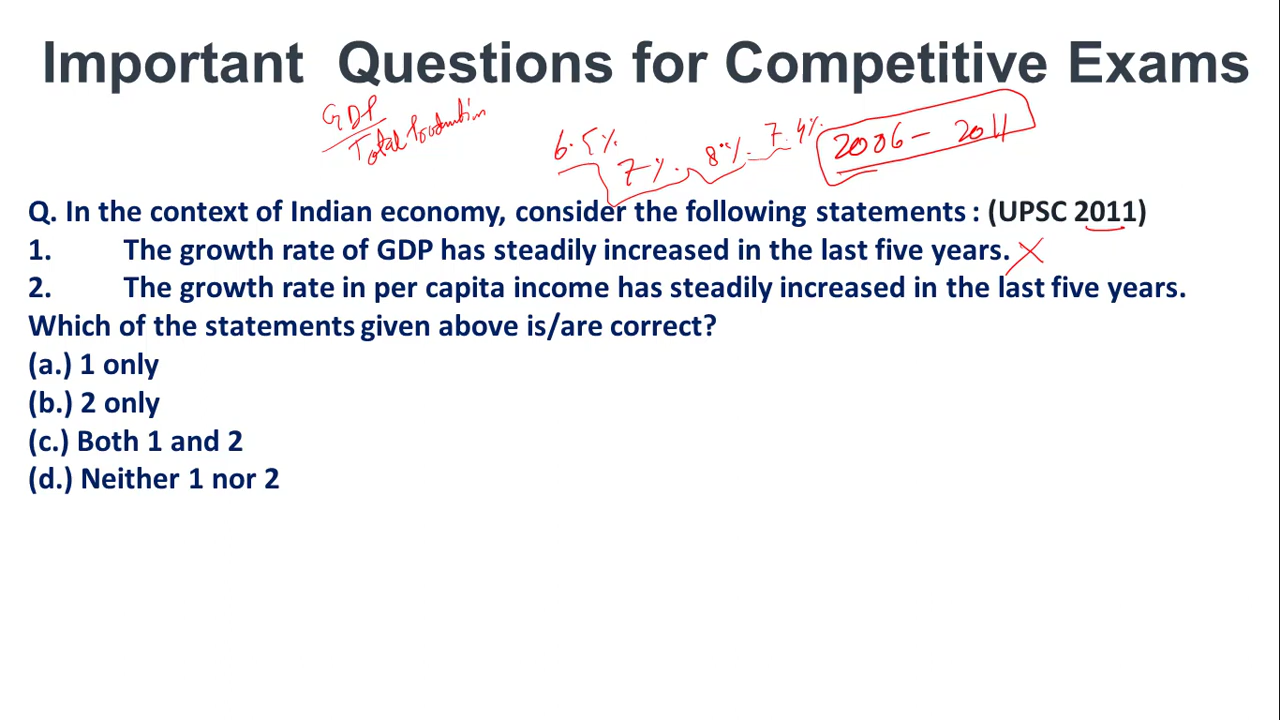 Important Questions for Competitive Exams
GDP
Total Production
6.5% 7% 8% 7.4% 2006 - 2011
Q. In the context of Indian economy, consider the following statements : (UPSC 2011)
1. The growth rate of GDP has steadily increased in the last five years.
2. The growth rate in per capita income has steadily increased in the last five years.
Which of the statements given above is/are correct?
(a.) 1 only
(b.) 2 only
(c.) Both 1 and 2
(d.) Neither 1 nor 2